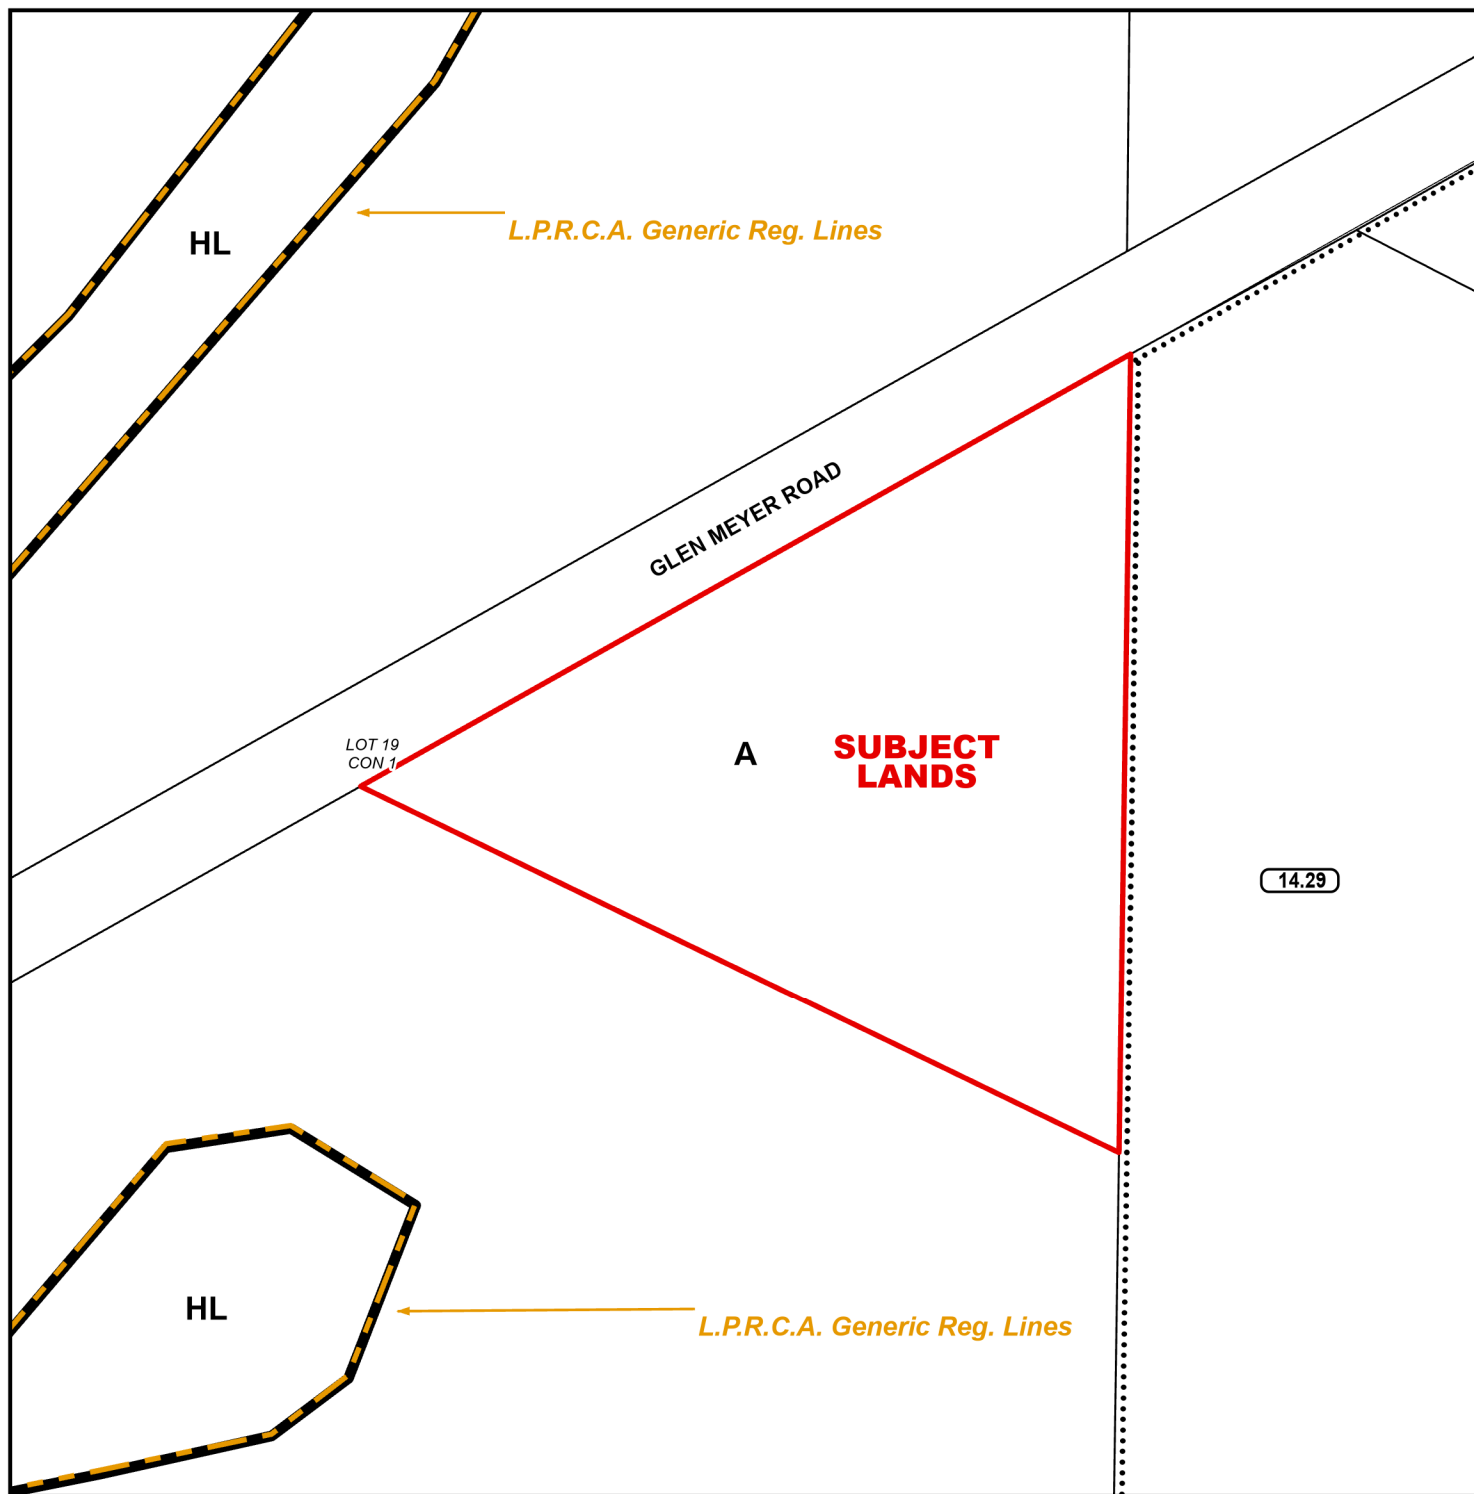 HL
L.P.R.C.A. Generic Reg. Lines
GLEN MEYER ROAD
LOT 19
CON 1
A
SUBJECT
LANDS
14.29
HL
L.P.R.C.A. Generic Reg. Lines